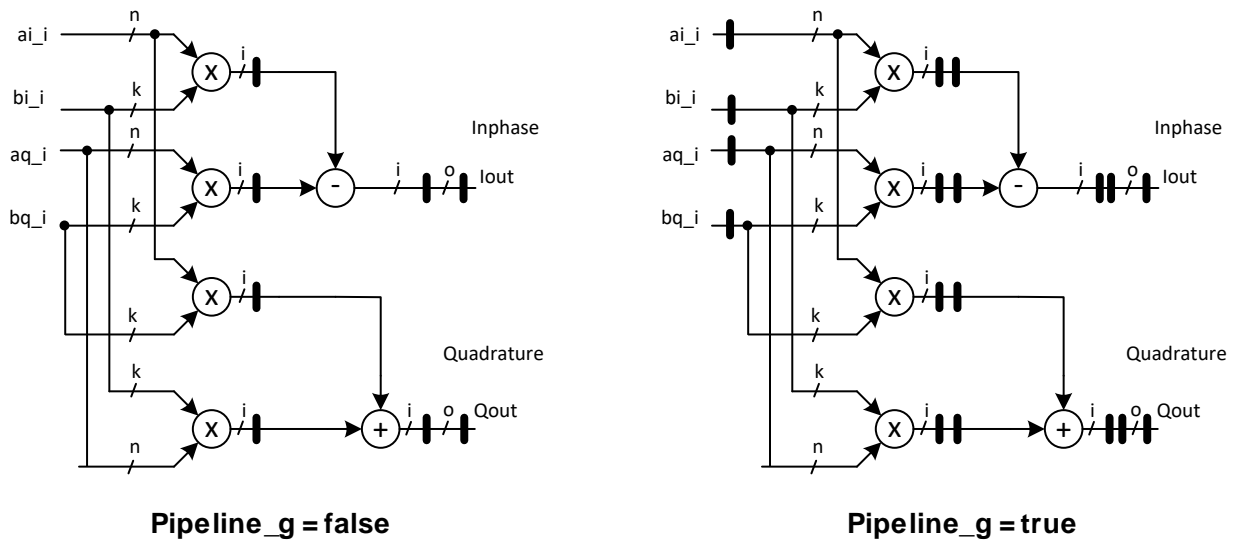 n
ai_i
i
X
bi_i
k
n
Inphase
aq_i
i
i
o
Iout
X
-
bq_i
k
i
X
k
Quadrature
k
i
i
o
Qout
X
+
n
Pipeline_g = false
n
ai_i
i
X
bi_i
k
n
Inphase
aq_i
i
i
o
Iout
X
-
bq_i
k
i
X
k
Quadrature
k
i
i
o
Qout
X
+
n
Pipeline_g = true